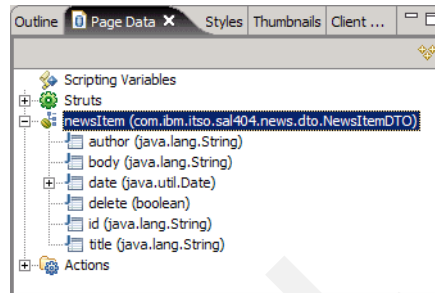 Outline Page Data Styles Thumbnails Client ...
Scripting Variables
Struts
newsItem (com.ibm.itso.sal404.news.dto.NewsItemDTO)
author (java.lang.String)
body (java.lang.String)
date (java.util.Date)
delete (boolean)
id (java.lang.String)
title (java.lang.String)
Actions